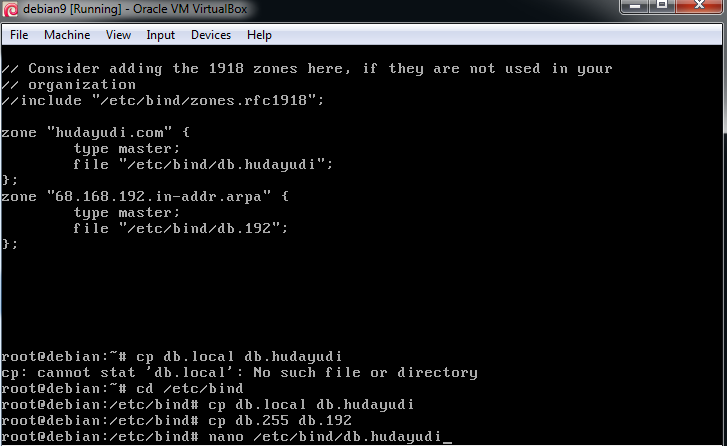 debian9 [Running] - Oracle VM VirtualBox
File Machine View Input Devices Help
// Consider adding the 1918 zones here, if they are not used in your
// organization
//include "/etc/bind/zones.rfc1918";
zone "hudayudi.com" {
        type master;
        file "/etc/bind/db.hudayudi";
};
zone "68.168.192.in-addr.arpa" {
        type master;
        file "/etc/bind/db.192";
};
root@debian:~# cp db.local db.hudayudi
cp: cannot stat 'db.local': No such file or directory
root@debian:~# cd /etc/bind
root@debian:/etc/bind# cp db.local db.hudayudi
root@debian:/etc/bind# cp db.255 db.192
root@debian:/etc/bind# nano /etc/bind/db.hudayudi_